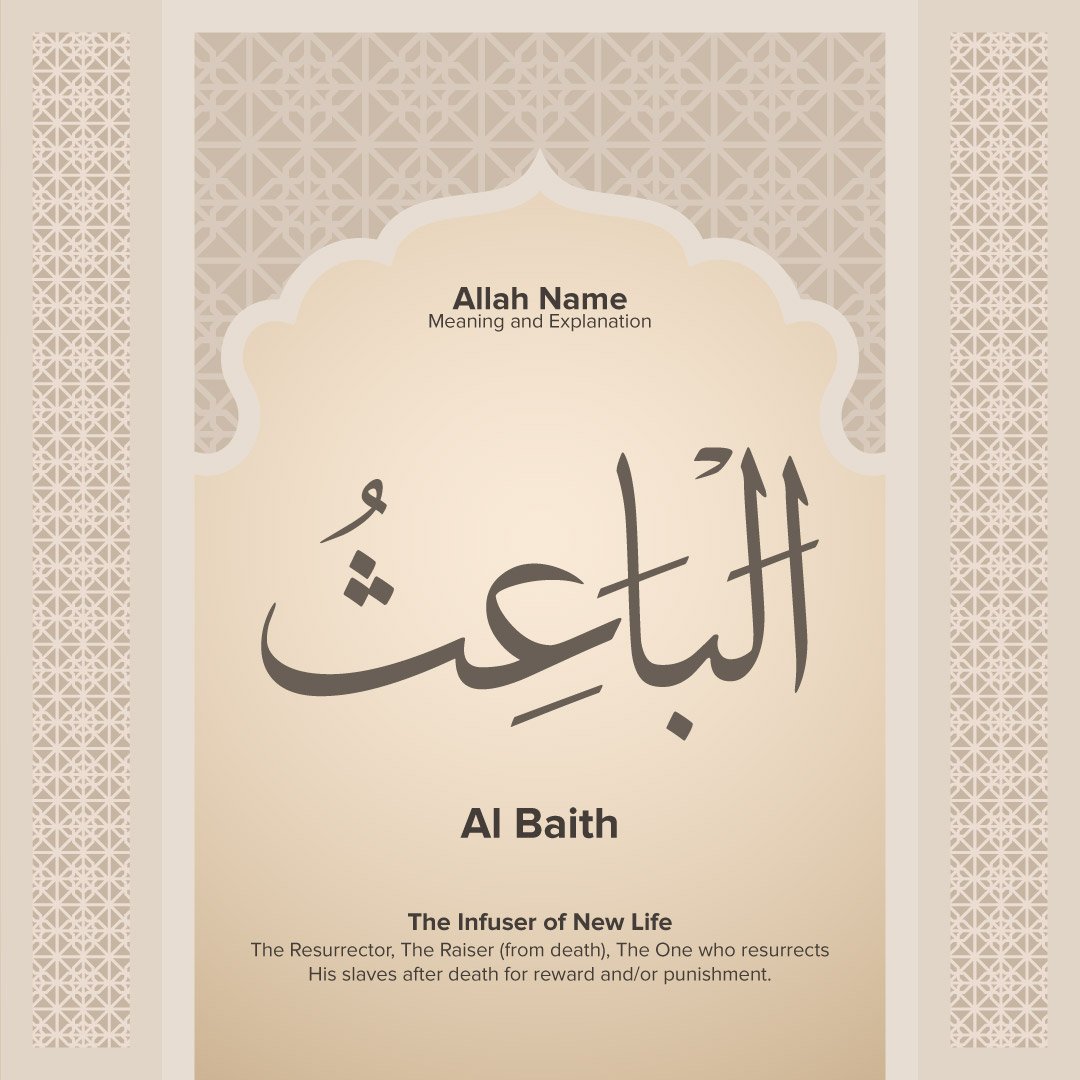 Allah Name
Meaning and Explanation
الْبَاعِثُ
Al Baith
The Infuser of New Life
The Resurrector, The Raiser (from death), The One who resurrects
His slaves after death for reward and/or punishment.